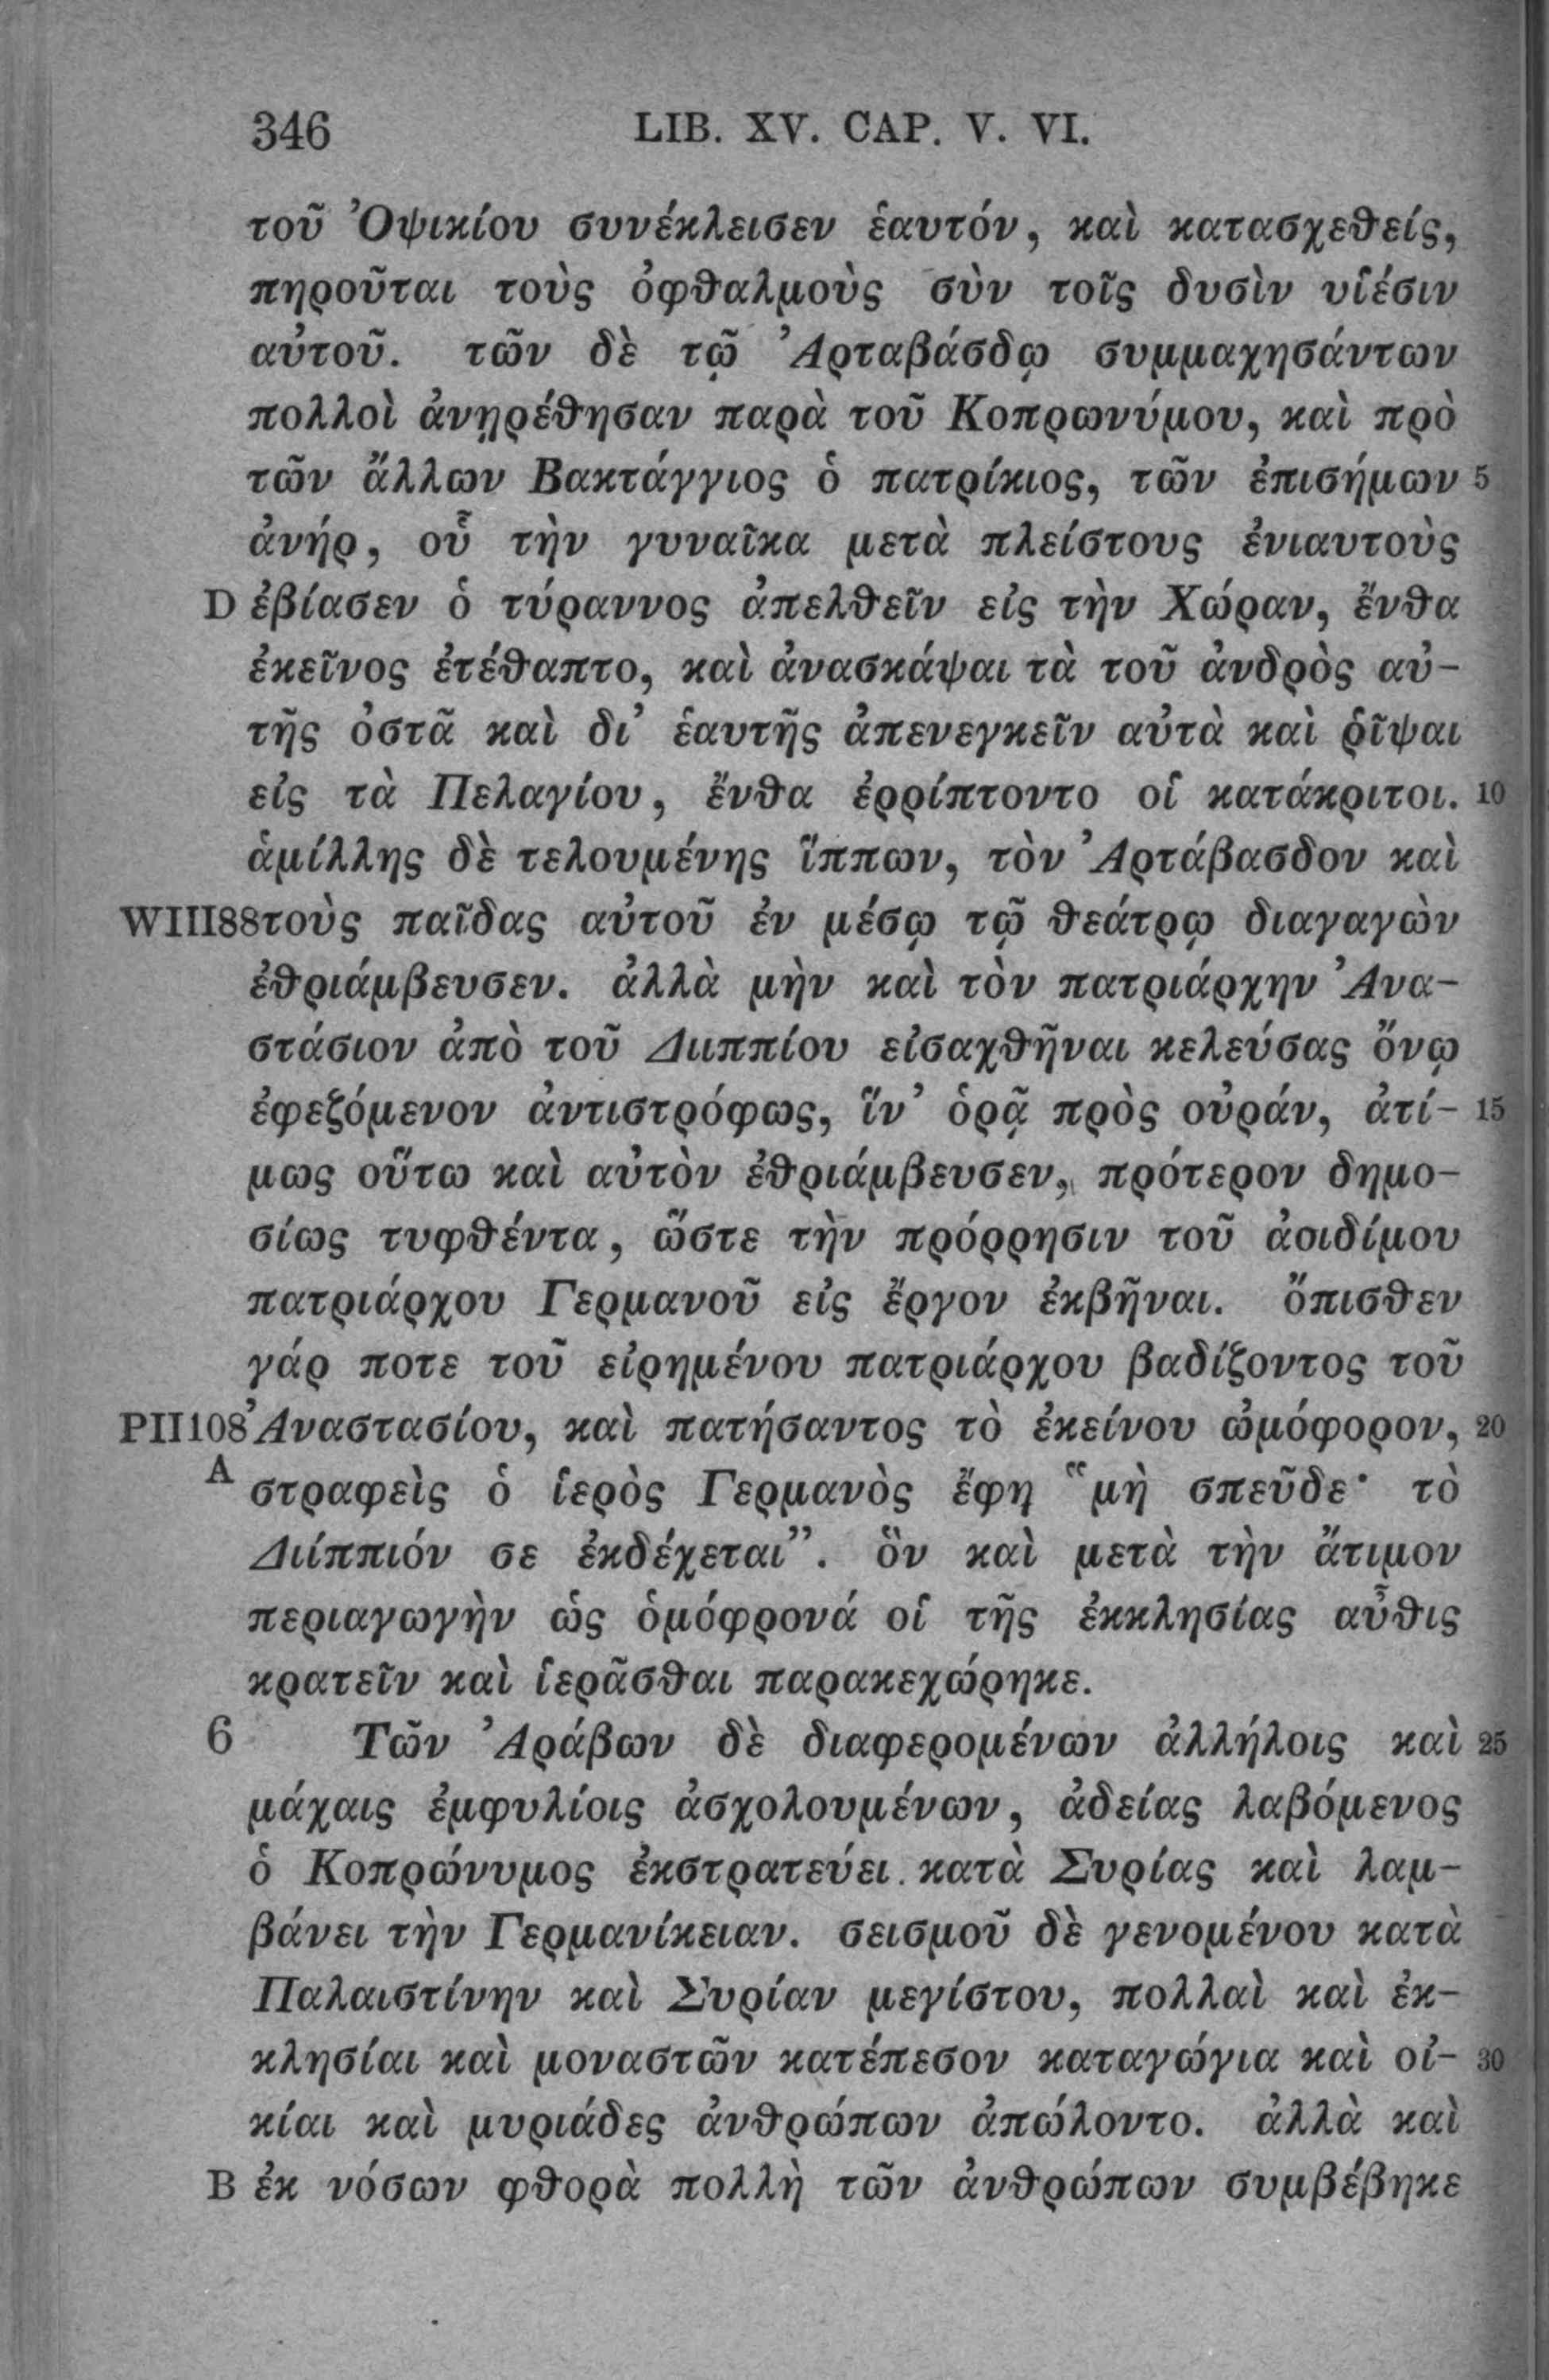 346 LIB. XV. CAP. V. VI.
τοῦ Ὀψικίου συνέκλεισεν ἑαυτόν, καὶ κατασχεθείς,
πηροῦται τοὺς ὀφθαλμοὺς σὺν τοῖς δυσὶν υἱέσιν
αὐτοῦ. τῶν δὲ τῷ Ἀρταβάσδῳ συμμαχησάντων
πολλοὶ ἀνῃρέθησαν παρὰ τοῦ Κοπρωνύμου, καὶ πρὸ
τῶν ἄλλων Βακτάγγιος ὁ πατρίκιος, τῶν ἐπισήμων 5
ἀνήρ, οὗ τὴν γυναῖκα μετὰ πλείστους ἐνιαυτοὺς
D ἐβίασεν ὁ τύραννος ἀπελθεῖν εἰς τὴν Χώραν, ἔνθα
ἐκεῖνος ἐτέθαπτο, καὶ ἀνασκάψαι τὰ τοῦ ἀνδρὸς αὐ-
τῆς ὀστᾶ καὶ δι’ ἑαυτῆς ἀπενεγκεῖν αὐτὰ καὶ ῥῖψαι
εἰς τὰ Πελαγίου, ἔνθα ἐρρίπτοντο οἱ κατάκριτοι. 10
ἁμίλλης δὲ τελουμένης ἵππων, τὸν Ἀρτάβασδον καὶ
WIII88 τοὺς παῖδας αὐτοῦ ἐν μέσῳ τῷ θεάτρῳ διαγαγὼν
ἐθριάμβευσεν. ἀλλὰ μὴν καὶ τὸν πατριάρχην Ἀνα-
στάσιον ἀπὸ τοῦ Διιππίου εἰσαχθῆναι κελεύσας ὄνῳ
ἐφεζόμενον ἀντιστρόφως, ἵν’ ὁρᾷ πρὸς οὐράν, ἀτί- 15
μως οὕτω καὶ αὐτὸν ἐθριάμβευσεν, πρότερον δημο-
σίως τυφθέντα, ὥστε τὴν πρόρρησιν τοῦ ἀοιδίμου
πατριάρχου Γερμανοῦ εἰς ἔργον ἐκβῆναι. ὄπισθεν
γάρ ποτε τοῦ εἰρημένου πατριάρχου βαδίζοντος τοῦ
PII108 Ἀναστασίου, καὶ πατήσαντος τὸ ἐκείνου ὠμόφορον, 20
A στραφεὶς ὁ ἱερὸς Γερμανὸς ἔφη “μὴ σπεῦδε· τὸ
Διίππιόν σε ἐκδέχεται”. ὃν καὶ μετὰ τὴν ἄτιμον
περιαγωγὴν ὡς ὁμόφρονά οἱ τῆς ἐκκλησίας αὖθις
κρατεῖν καὶ ἱερᾶσθαι παρακεχώρηκε.
6 Τῶν Ἀράβων δὲ διαφερομένων ἀλλήλοις καὶ 25
μάχαις ἐμφυλίοις ἀσχολουμένων, ἀδείας λαβόμενος
ὁ Κοπρώνυμος ἐκστρατεύει κατὰ Συρίας καὶ λαμ-
βάνει τὴν Γερμανίκειαν. σεισμοῦ δὲ γενομένου κατὰ
Παλαιστίνην καὶ Συρίαν μεγίστου, πολλαὶ καὶ ἐκ-
κλησίαι καὶ μοναστῶν κατέπεσον καταγώγια καὶ οἰ- 30
κίαι καὶ μυριάδες ἀνθρώπων ἀπώλοντο. ἀλλὰ καὶ
B ἐκ νόσων φθορὰ πολλὴ τῶν ἀνθρώπων συμβέβηκε